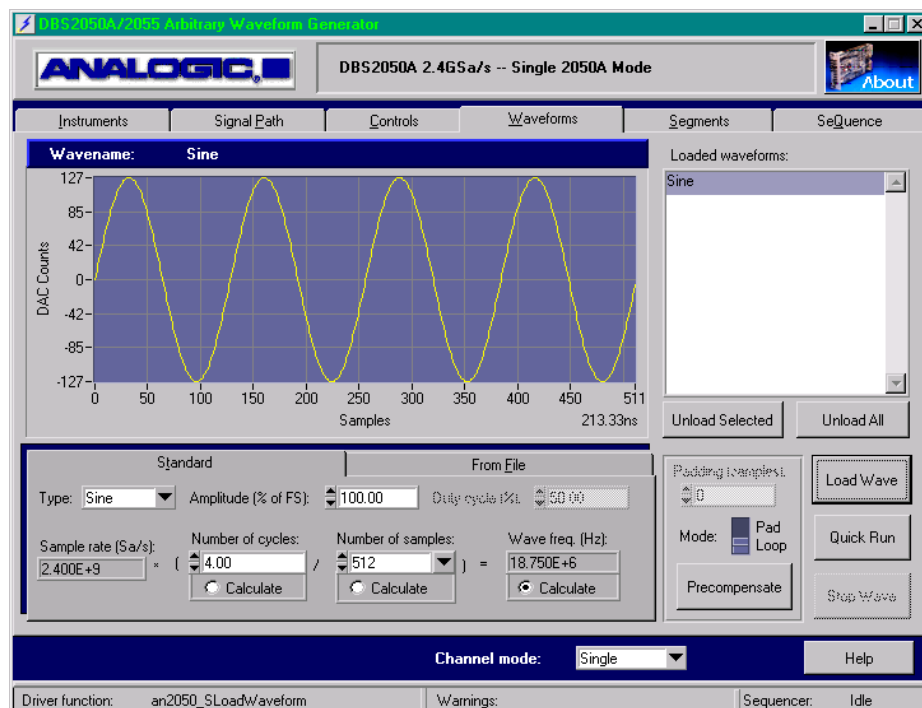 DBS2050A/2055 Arbitrary Waveform Generator
ANALOGIC.
DBS2050A 2.4GSa/s -- Single 2050A Mode
About
Instruments
Signal Path
Controls
Waveforms
Segments
SeQuence
Wavename: Sine
Loaded waveforms:
Sine
DAC Counts
127
85
42
0
-42
-85
-127
0 50 100 150 200 250 300 350 400 450 511
Samples
213.33ns
Unload Selected
Unload All
Standard
From File
Type: Sine
Amplitude (% of FS): 100.00
Duty cycle (%): 50.00
Sample rate (Sa/s):
2.400E+9
*
(
Number of cycles:
4.00
Calculate
/
Number of samples:
512
Calculate
)
=
Wave freq. (Hz):
18.750E+6
Calculate
Padding (samples):
0
Mode:
Pad
Loop
Precompensate
Load Wave
Quick Run
Stop Wave
Channel mode: Single
Help
Driver function: an2050_SLoadWaveform
Warnings:
Sequencer: Idle